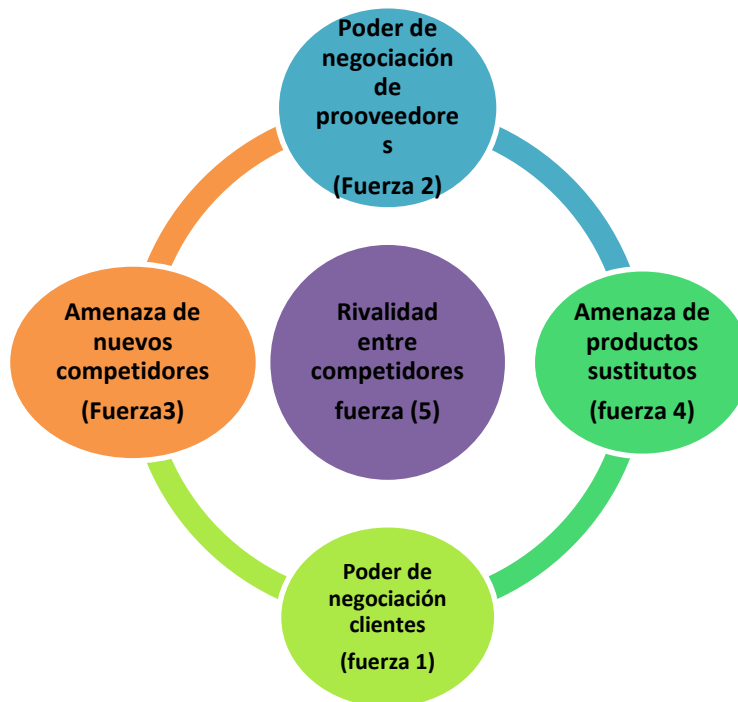 Poder de
negociación
de
prooveedore
s
(Fuerza 2)
Amenaza de
nuevos
competidores
(Fuerza3)
Rivalidad
entre
competidores
fuerza (5)
Amenaza de
productos
sustitutos
(fuerza 4)
Poder de
negociación
clientes
(fuerza 1)